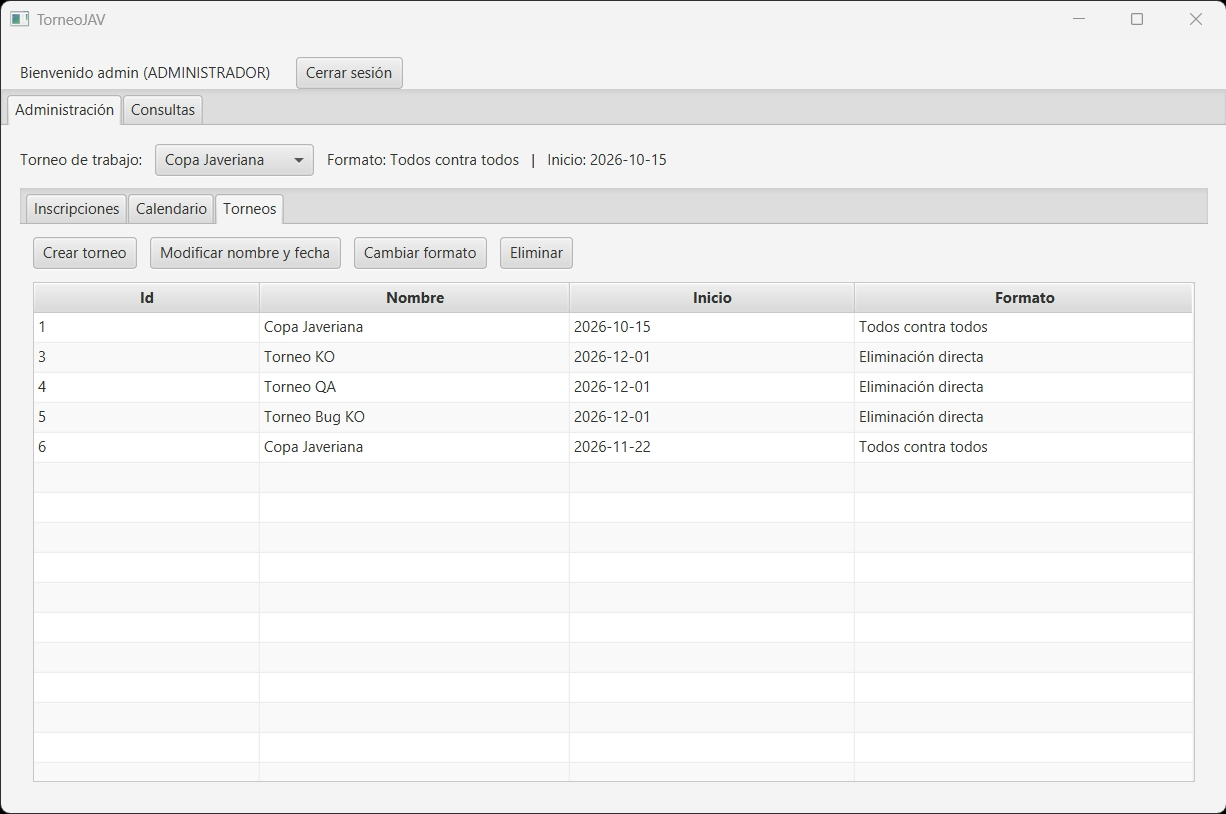 TorneoJAV
Bienvenido admin (ADMINISTRADOR) Cerrar sesión
Administración Consultas
Torneo de trabajo: Copa Javeriana Formato: Todos contra todos | Inicio: 2026-10-15
Inscripciones Calendario Torneos
Crear torneo Modificar nombre y fecha Cambiar formato Eliminar
Id Nombre Inicio Formato
1 Copa Javeriana 2026-10-15 Todos contra todos
3 Torneo KO 2026-12-01 Eliminación directa
4 Torneo QA 2026-12-01 Eliminación directa
5 Torneo Bug KO 2026-12-01 Eliminación directa
6 Copa Javeriana 2026-11-22 Todos contra todos